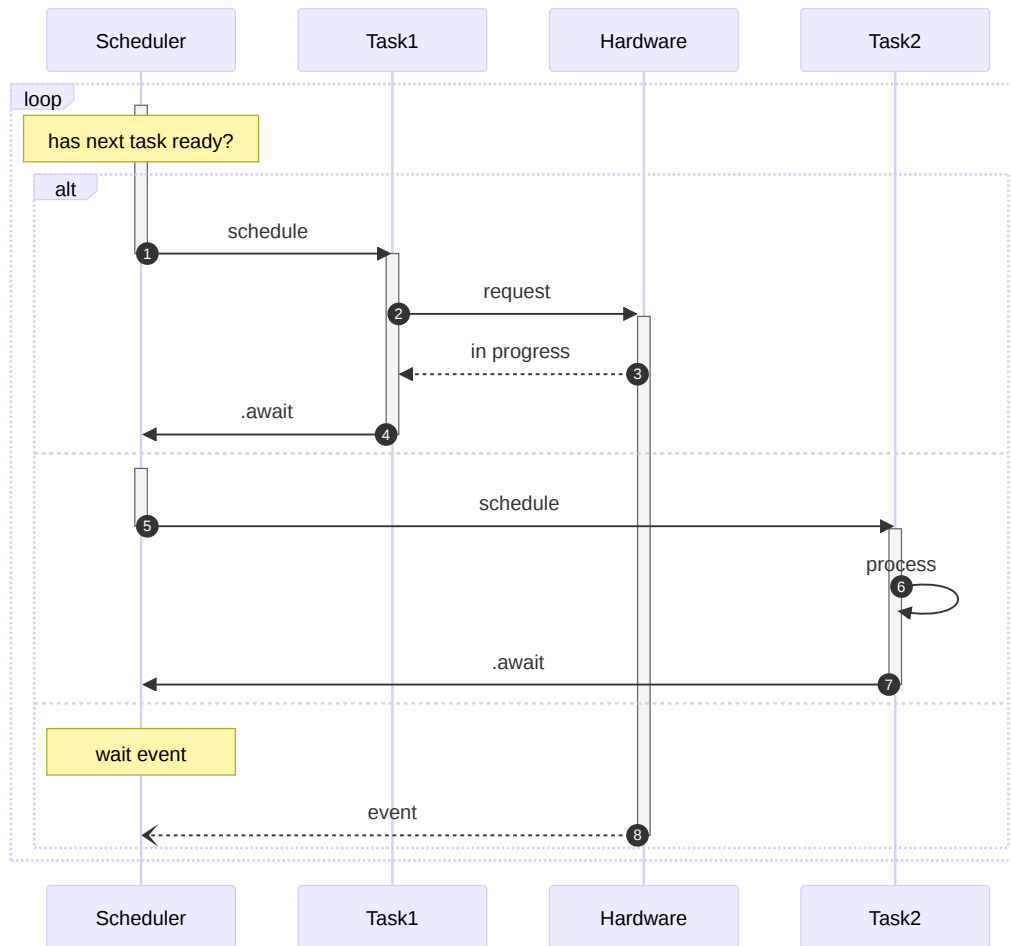 Scheduler
Task1
Hardware
Task2
loop
has next task ready?
alt
schedule
1
request
2
in progress
3
.await
4
schedule
5
process
6
.await
7
wait event
event
8
Scheduler
Task1
Hardware
Task2